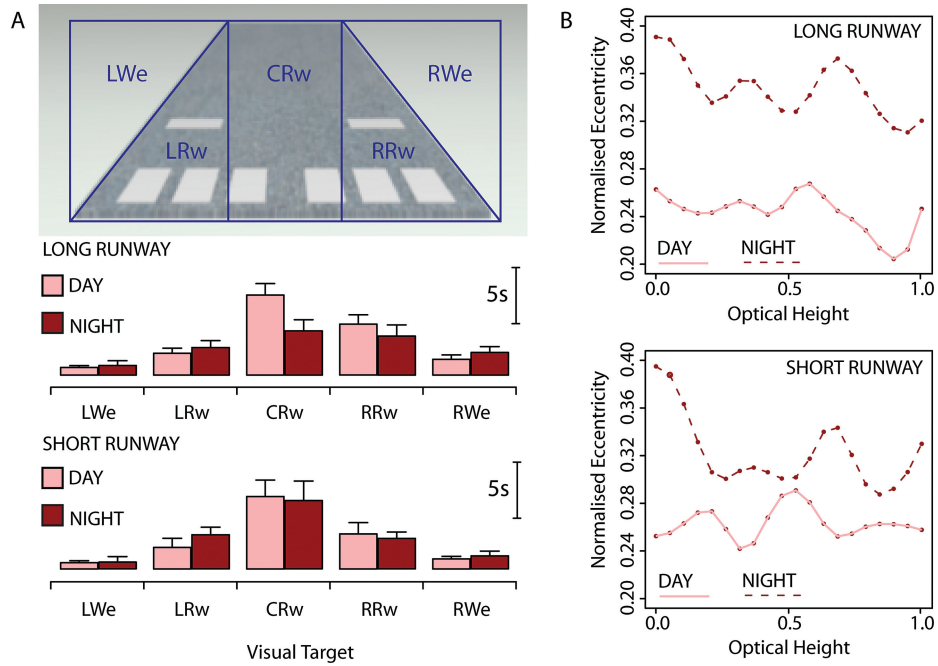 A
LWe
CRw
RWe
LRw
RRw
LONG RUNWAY
DAY
NIGHT
5s
LWe
LRw
CRw
RRw
RWe
SHORT RUNWAY
DAY
NIGHT
5s
LWe
LRw
CRw
RRw
RWe
Visual Target
B
LONG RUNWAY
Normalised Eccentricity
0.40
0.36
0.32
0.28
0.24
0.20
DAY
NIGHT
0.0
0.5
1.0
Optical Height
SHORT RUNWAY
Normalised Eccentricity
0.40
0.36
0.32
0.28
0.24
0.20
DAY
NIGHT
0.0
0.5
1.0
Optical Height